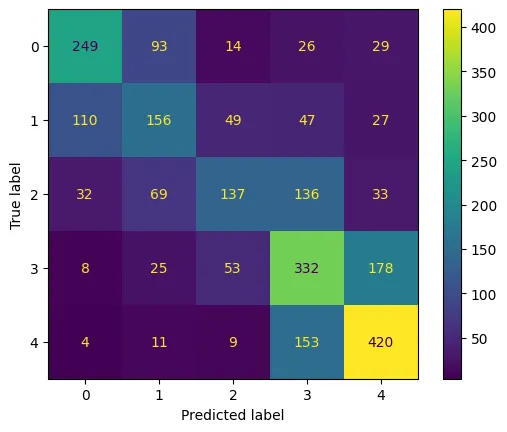 0 249 93 14 26 29
1 110 156 49 47 27
2 32 69 137 136 33
3 8 25 53 332 178
4 4 11 9 153 420
0 1 2 3 4
Predicted label
True label
400
350
300
250
200
150
100
50